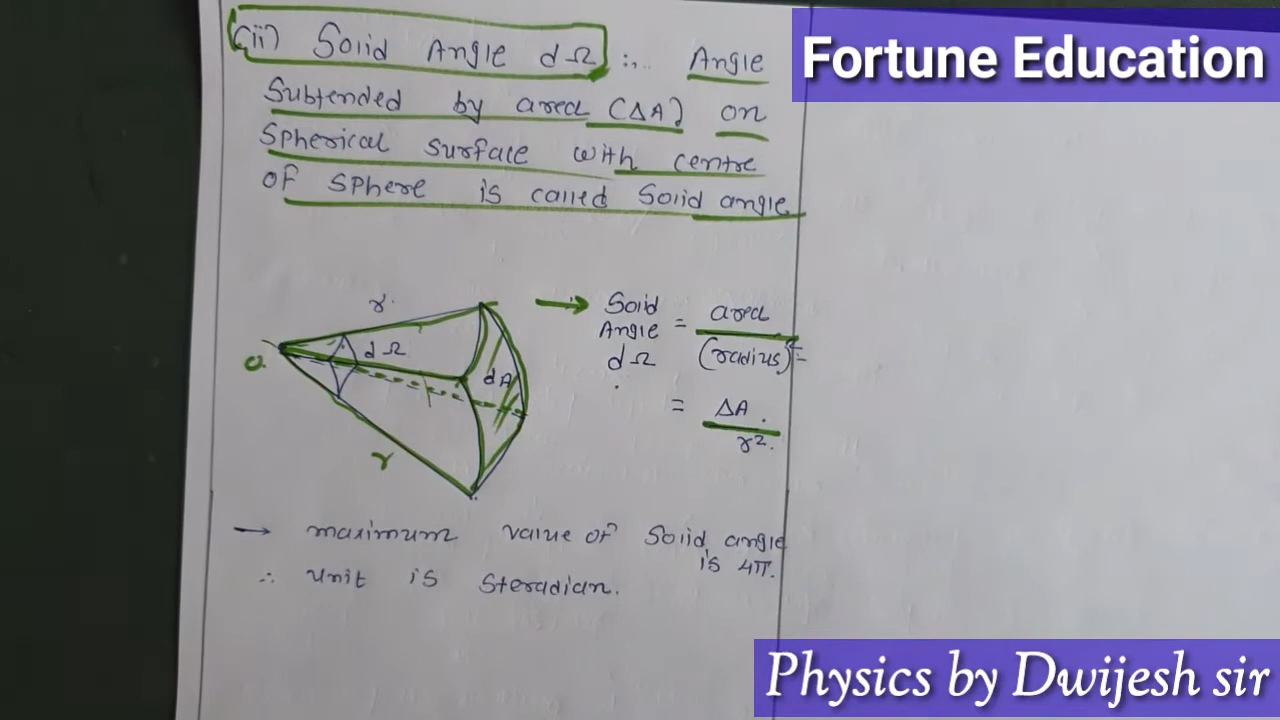 (ii) Solid Angle dΩ :.. Angle
Subtended by area (ΔA) on
Spherical surface with centre
of sphere is called Solid angle
Fortune Education
r.
O.
dΩ
dA
r
Solid
Angle
dΩ
= area
(radius)² =
= ΔA.
r².
→ maximum value of Solid angle
is 4π.
∴ unit is Steradian.
Physics by Dwijesh sir